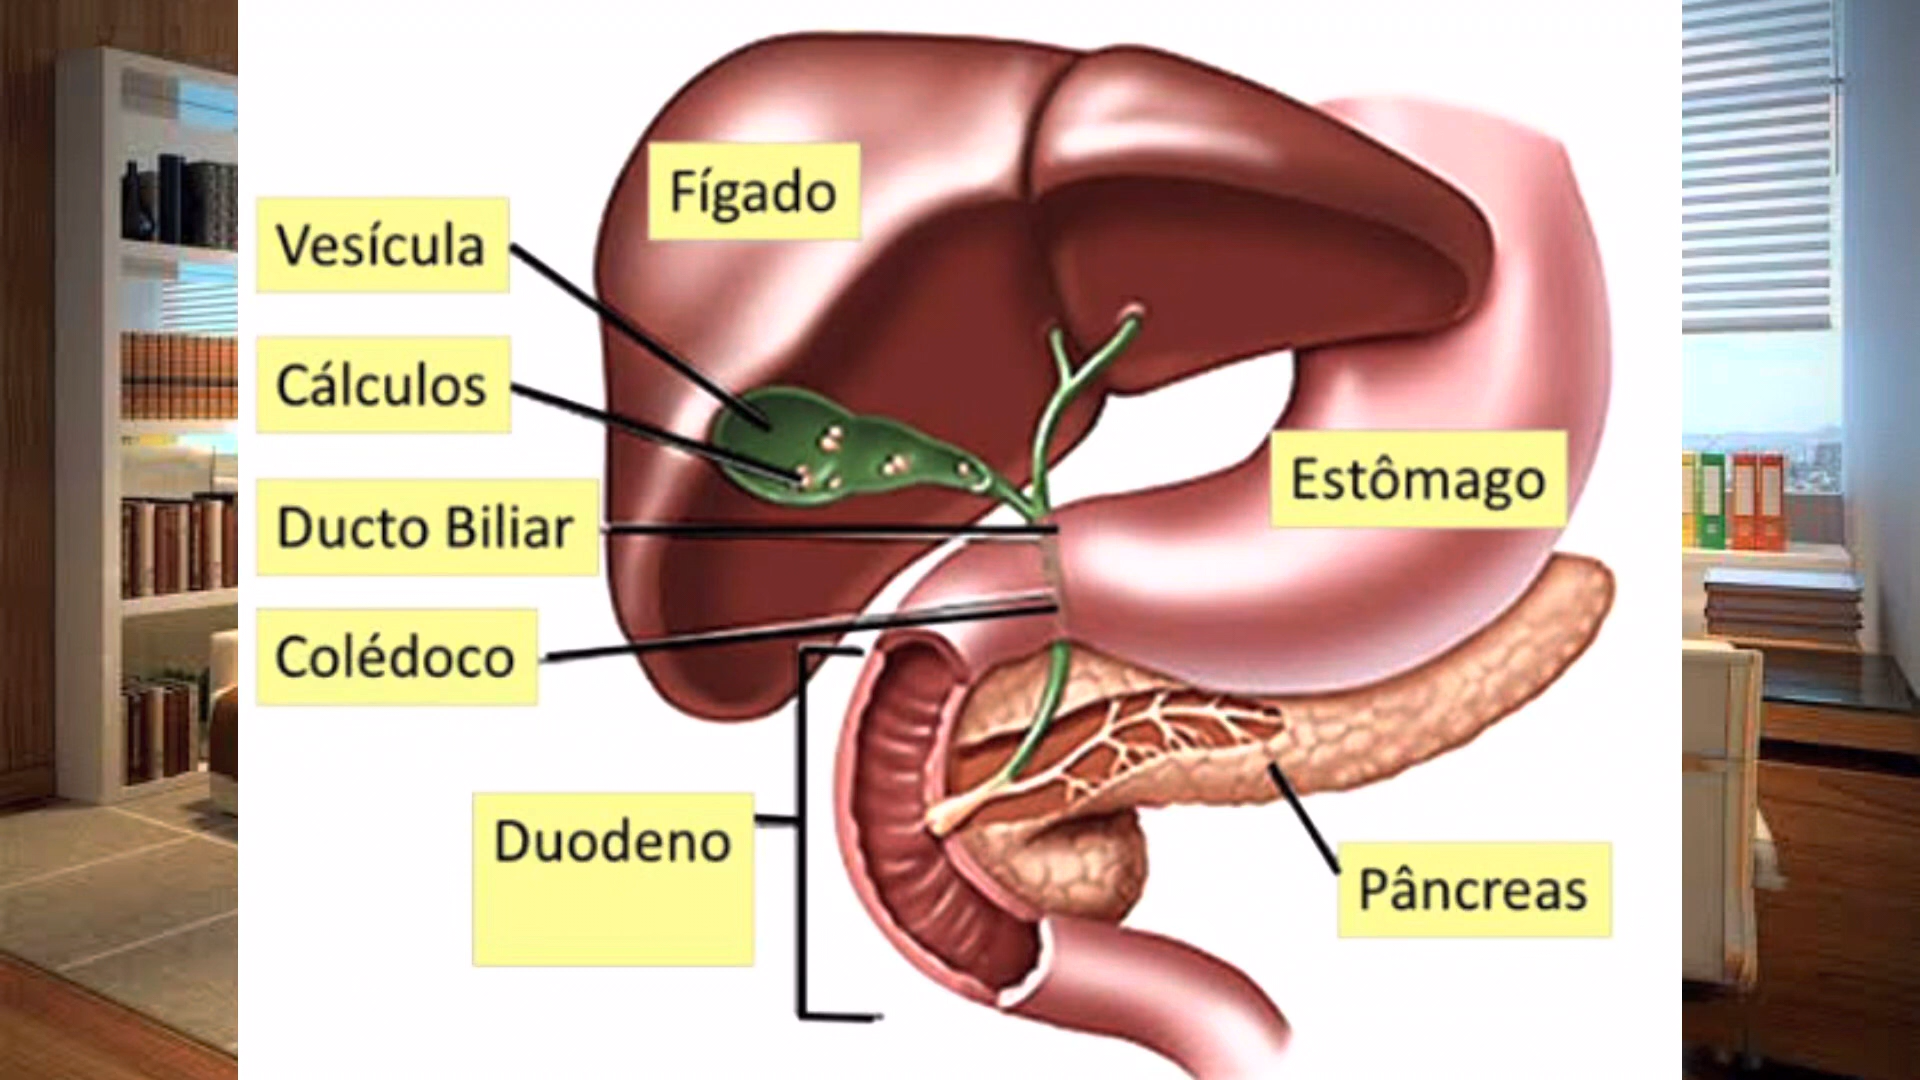 Fígado
Vesícula
Cálculos
Ducto Biliar
Colédoco
Estômago
Duodeno
Pâncreas